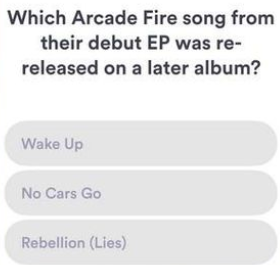 Which Arcade Fire song from
their debut EP was re-
released on a later album?
Wake Up
No Cars Go
Rebellion (Lies)